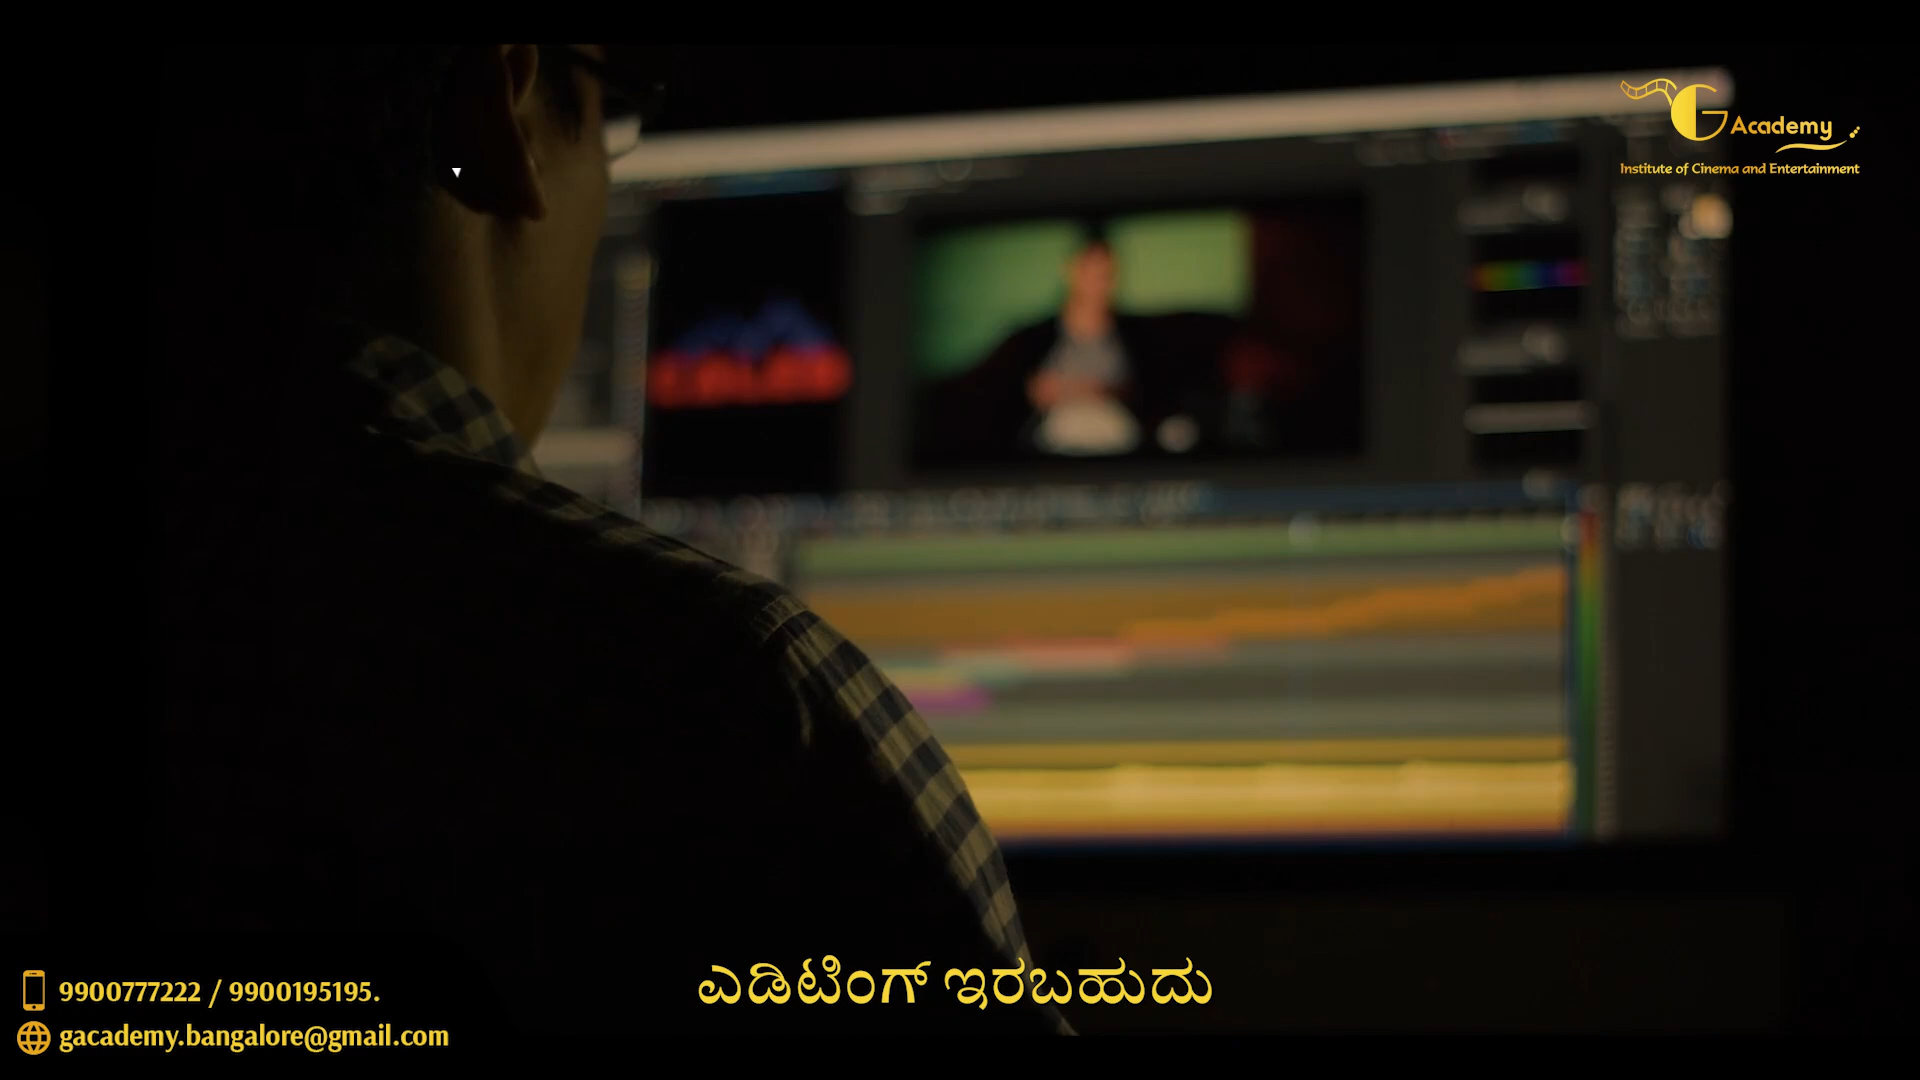 G Academy
Institute of Cinema and Entertainment
ಎಡಿಟಿಂಗ್ ಇರಬಹುದು
9900777222 / 9900195195.
gacademy.bangalore@gmail.com